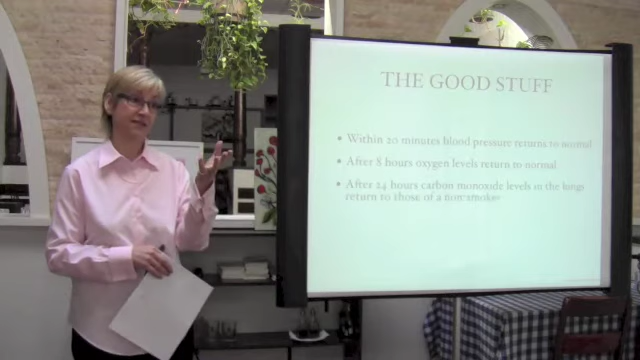 THE GOOD STUFF
• Within 20 minutes blood pressure returns to normal
• After 8 hours oxygen levels return to normal
• After 24 hours carbon monoxide levels in the lungs
return to those of a non-smoker